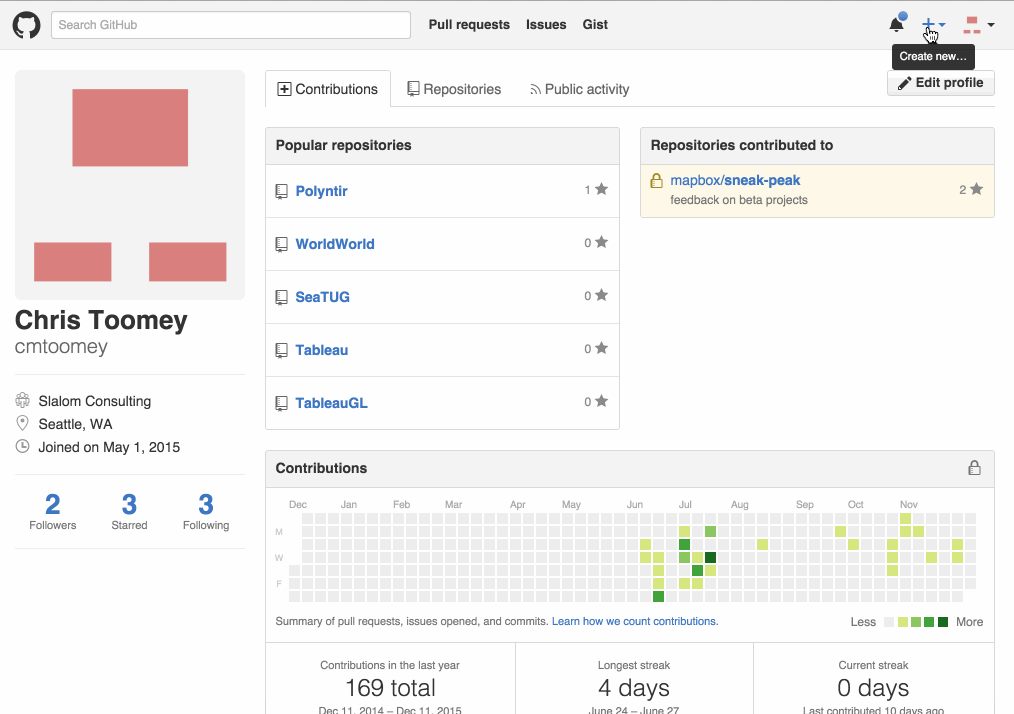 Search GitHub
Pull requests Issues Gist
Create new…
Edit profile
Contributions Repositories Public activity
Chris Toomey
cmtoomey
Slalom Consulting
Seattle, WA
Joined on May 1, 2015
2 3 3
Followers Starred Following
Popular repositories
Polyntir 1
WorldWorld 0
SeaTUG 0
Tableau 0
TableauGL 0
Repositories contributed to
mapbox/sneak-peak 2
feedback on beta projects
Contributions
Dec Jan Feb Mar Apr May Jun Jul Aug Sep Oct Nov
M
W
F
Summary of pull requests, issues opened, and commits. Learn how we count contributions.
Less More
Contributions in the last year
169 total
Dec 11, 2014 – Dec 11, 2015
Longest streak
4 days
June 24 – June 27
Current streak
0 days
Last contributed 10 days ago